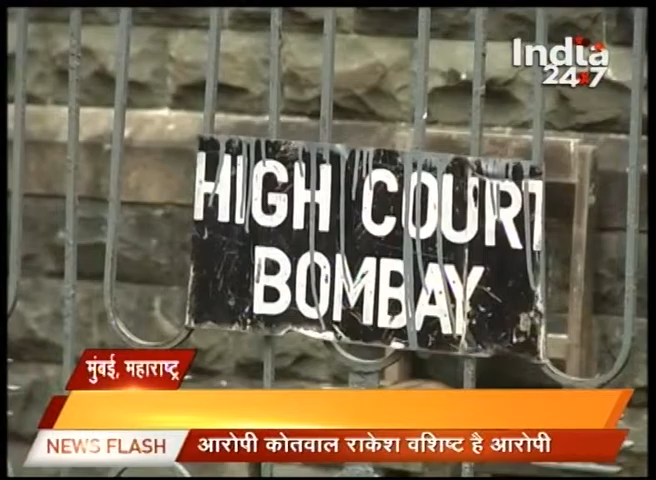 India
24x7
HIGH COURT
BOMBAY
मुंबई, महाराष्ट्र
NEWS FLASH
आरोपी कोतवाल राकेश वशिष्ट है आरोपी